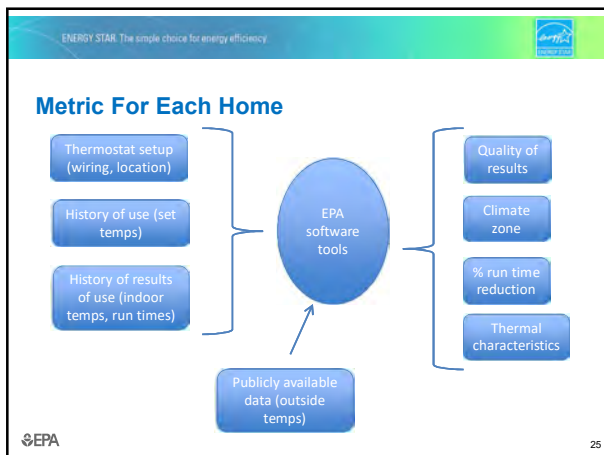 ENERGY STAR. The simple choice for energy efficiency.
ENERGY STAR
Metric For Each Home
Thermostat setup
(wiring, location)
History of use (set
temps)
History of results
of use (indoor
temps, run times)
EPA
software
tools
Publicly available
data (outside
temps)
Quality of
results
Climate
zone
% run time
reduction
Thermal
characteristics
EPA
25